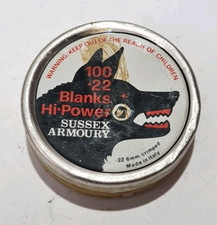 WARNING KEEP OUT OF THE REACH OF CHILDREN
100
·22
Blanks
Hi·Power
SUSSEX
ARMOURY
·22 6mm. crimped
Made in Italy